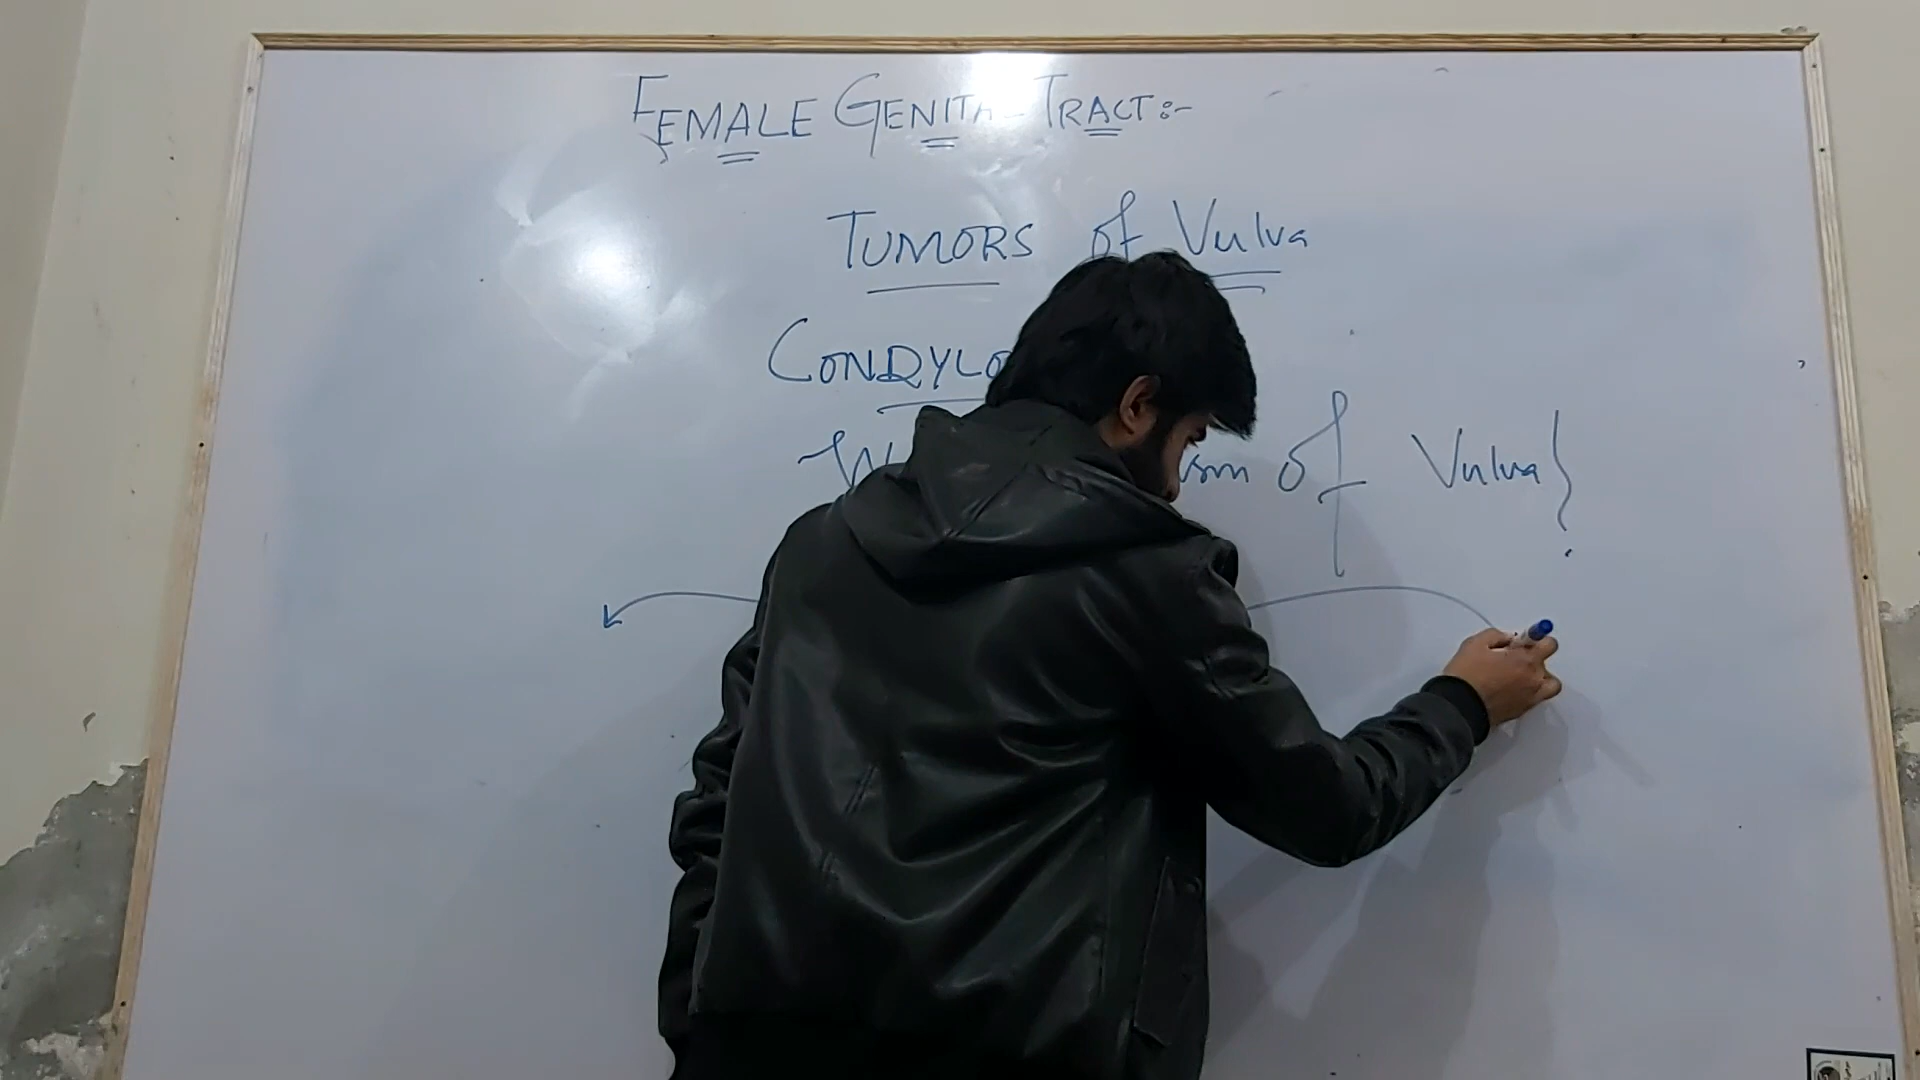 FEMALE GENITAL TRACT:-
TUMORS of Vulva
CONDYLO
of Vulva}